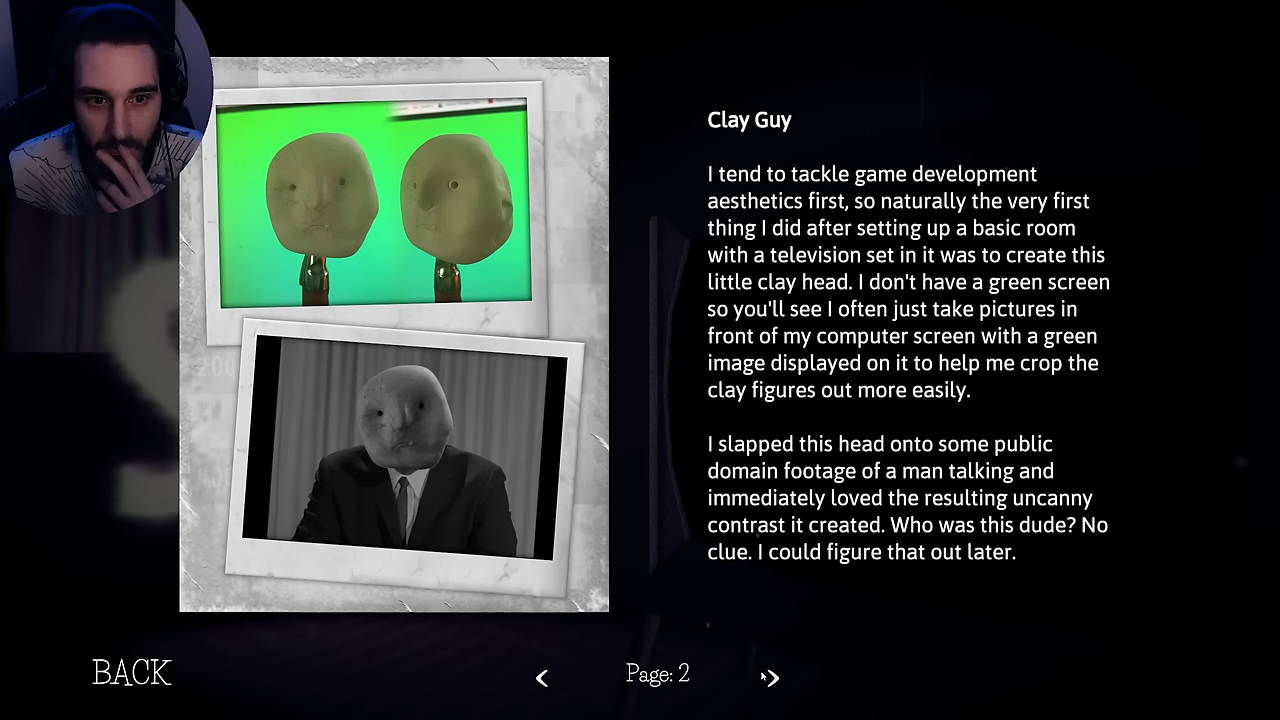 Clay Guy
I tend to tackle game development
aesthetics first, so naturally the very first
thing I did after setting up a basic room
with a television set in it was to create this
little clay head. I don't have a green screen
so you'll see I often just take pictures in
front of my computer screen with a green
image displayed on it to help me crop the
clay figures out more easily.
I slapped this head onto some public
domain footage of a man talking and
immediately loved the resulting uncanny
contrast it created. Who was this dude? No
clue. I could figure that out later.
BACK
< Page: 2 >